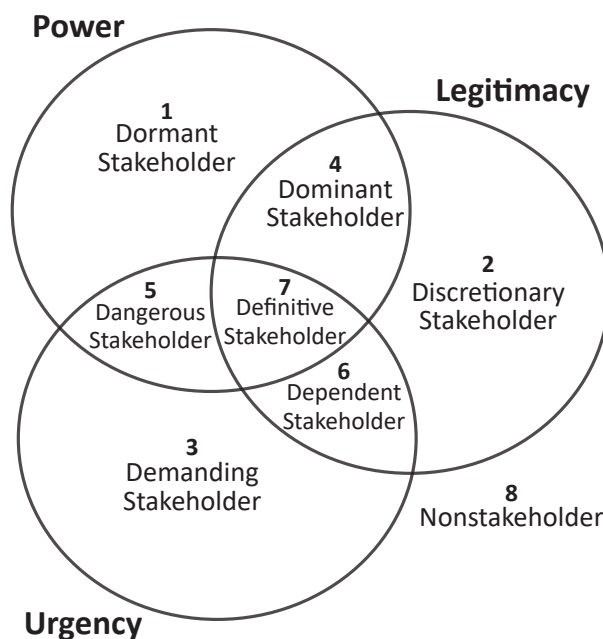 Power
Legitimacy
1
Dormant
Stakeholder
4
Dominant
Stakeholder
2
Discretionary
Stakeholder
5
Dangerous
Stakeholder
7
Definitive
Stakeholder
6
Dependent
Stakeholder
3
Demanding
Stakeholder
8
Nonstakeholder
Urgency